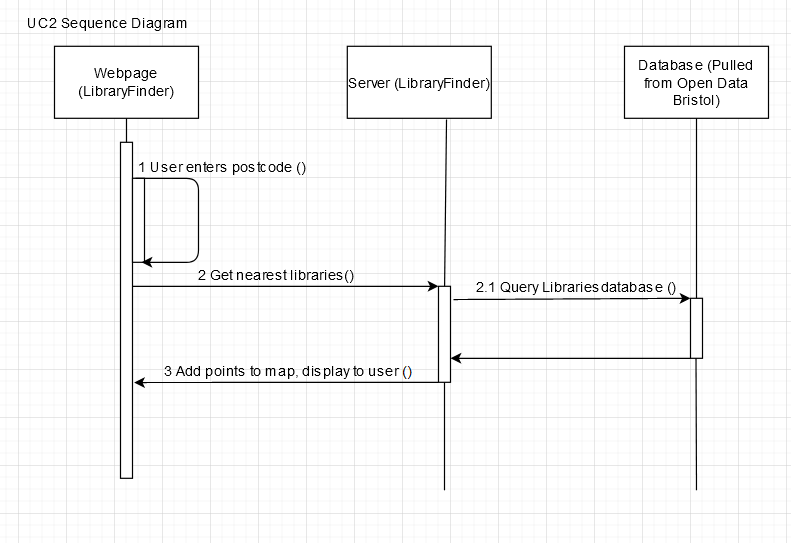 UC2 Sequence Diagram
Webpage
(LibraryFinder)
Server (LibraryFinder)
Database (Pulled
from Open Data
Bristol)
1 User enters postcode ()
2 Get nearest libraries()
2.1 Query Libraries database ()
3 Add points to map, display to user ()